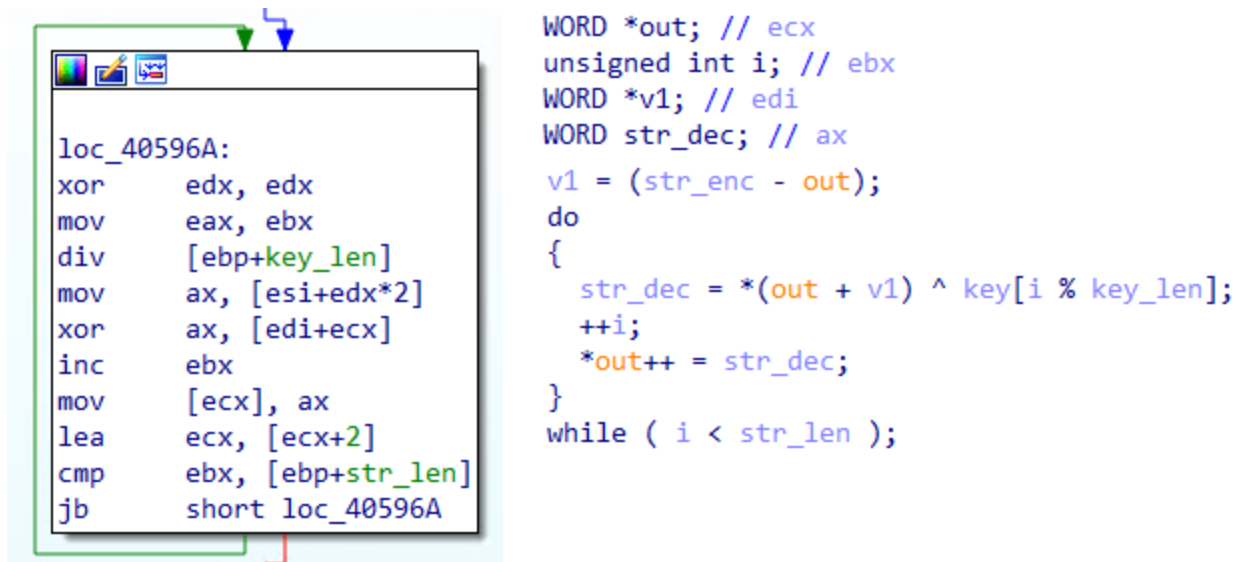 loc_40596A:
xor edx, edx
mov eax, ebx
div [ebp+key_len]
mov ax, [esi+edx*2]
xor ax, [edi+ecx]
inc ebx
mov [ecx], ax
lea ecx, [ecx+2]
cmp ebx, [ebp+str_len]
jb short loc_40596A
WORD *out; // ecx
unsigned int i; // ebx
WORD *v1; // edi
WORD str_dec; // ax
v1 = (str_enc - out);
do
{
str_dec = *(out + v1) ^ key[i % key_len];
++i;
*out++ = str_dec;
}
while ( i < str_len );